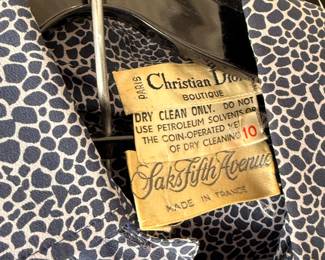 PARIS
Christian Dior
BOUTIQUE
DRY CLEAN ONLY. DO NOT
USE PETROLEUM SOLVENTS OR
THE COIN-OPERATED
OF DRY CLEANING
10
Saks Fifth Avenue
MADE IN FRANCE